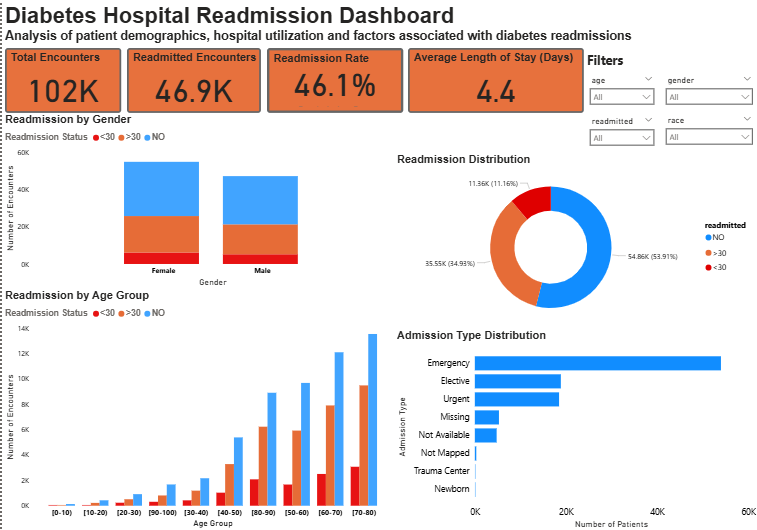 Diabetes Hospital Readmission Dashboard
Analysis of patient demographics, hospital utilization and factors associated with diabetes readmissions
Total Encounters
102K
Readmitted Encounters
46.9K
Readmission Rate
46.1%
Average Length of Stay (Days)
4.4
Filters
age
All
gender
All
readmitted
All
race
All
Readmission by Gender
Readmission Status <30 >30 NO
Number of Encounters
60K
40K
20K
0K
Female Male
Gender
Readmission Distribution
11.36K (11.16%)
35.55K (34.93%)
54.86K (53.91%)
readmitted
NO
>30
<30
Readmission by Age Group
Readmission Status <30 >30 NO
Number of Encounters
14K
12K
10K
8K
6K
4K
2K
0K
[0-10) [10-20) [20-30) [90-100) [30-40) [40-50) [80-90) [50-60) [60-70) [70-80)
Age Group
Admission Type Distribution
Admission Type
Emergency
Elective
Urgent
Missing
Not Available
Not Mapped
Trauma Center
Newborn
0K 20K 40K 60K
Number of Patients